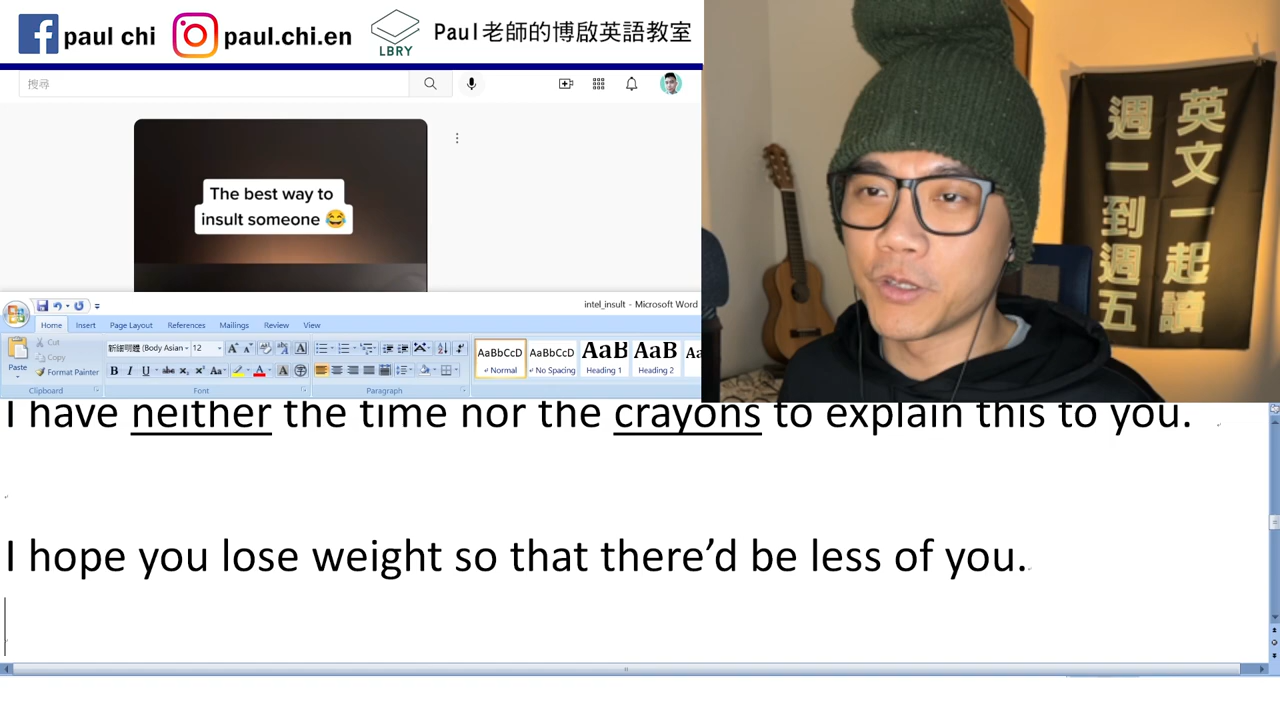 paul chi
paul.chi.en
LBRY
Paul老師的博啟英語教室
搜尋
The best way to
insult someone 😂
intel_insult - Microsoft Word
Home Insert Page Layout References Mailings Review View
Paste
Cut
Copy
Format Painter
Clipboard
新細明體 (Body Asian 12
Font
Paragraph
AaBbCcD
Normal
AaBbCcD
No Spacing
AaBb
Heading 1
AaB
Heading 2
I have neither the time nor the crayons to explain this to you.
I hope you lose weight so that there’d be less of you.
英文一起讀
週一到週五